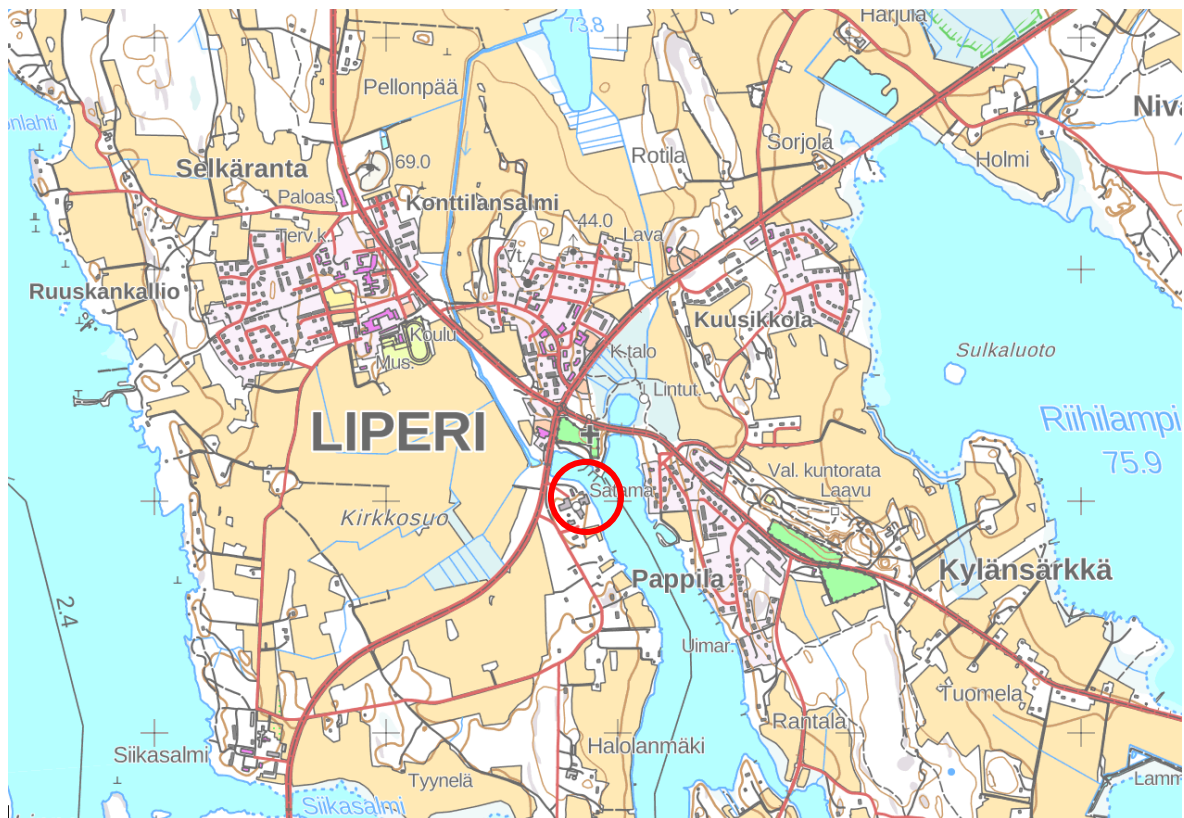 Harjula
73.8
Pellonpää
Niva
onlahti
Sorjola
Rotila
Holmi
69.0
Selkäranta
Paloas.
Konttilansalmi
44.0
Terv.k.
Vt.
Lava
Ruuskankallio
Kuusikkola
Koulu
K.talo
Sulkaluoto
Mus.
Lintut.
LIPERI
Riihilampi
75.9
Val. kuntorata
Laavu
Satama
Kirkkosuo
Pappila
Kylänsärkkä
2.4
Uimar.
Tuomela
Rantala
Siikasalmi
Halolanmäki
Tyynelä
Lamm
Siikasalmi